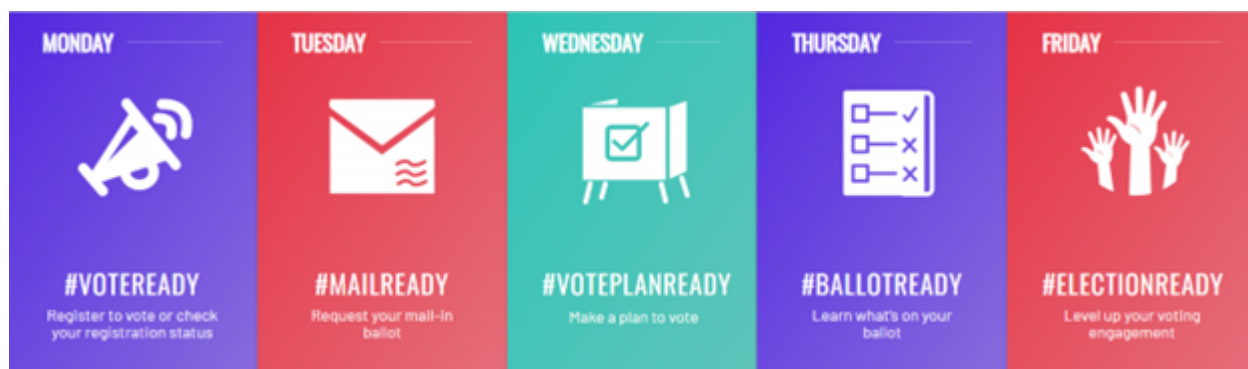 MONDAY
#VOTEREADY
Register to vote or check
your registration status
TUESDAY
#MAILREADY
Request your mail-in
ballot
WEDNESDAY
#VOTEPLANREADY
Make a plan to vote
THURSDAY
#BALLOTREADY
Learn what's on your
ballot
FRIDAY
#ELECTIONREADY
Level up your voting
engagement